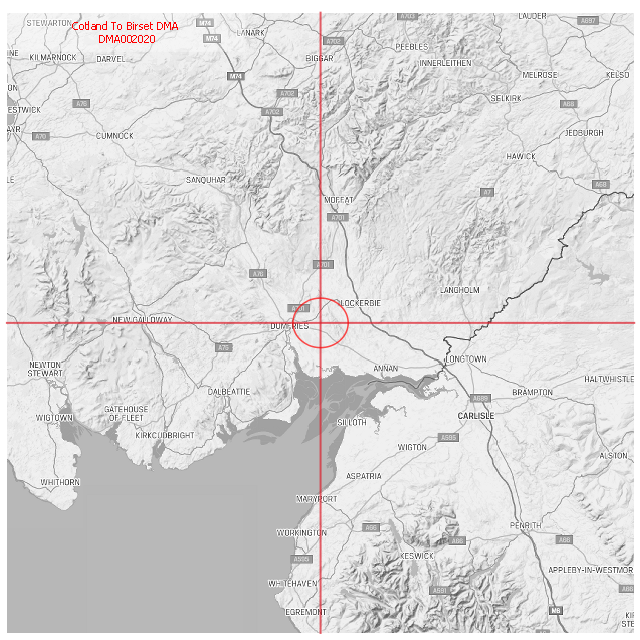 Cotland To Birset DMA
DMA002020
STEWARTON
M74
M74
LANARK
A702
A703
LAUDER
A697
PEEBLES
KILMARNOCK
DARVEL
BIGGAR
INNERLEITHEN
M74
MELROSE
KELSO
A702
A76
A702
SELKIRK
A68
ESTWICK
AYR
A70
CUMNOCK
JEDBURGH
HAWICK
SANQUHAR
A7
A68
MOFFAT
A701
A701
A76
LANGHOLM
LOCKERBIE
NEW GALLOWAY
DUMFRIES
A75
LONGTOWN
NEWTON
STEWART
ANNAN
HALTWHISTLE
DALBEATTIE
BRAMPTON
A689
GATEHOUSE
OF FLEET
WIGTOWN
CARLISLE
SILLOTH
KIRKCUDBRIGHT
A595
WIGTON
ALSTON
ASPATRIA
WHITHORN
MARYPORT
A66
PENRITH
WORKINGTON
A66
A66
KESWICK
A595
APPLEBY-IN-WESTMOR
WHITEHAVEN
A591
EGREMONT
M6